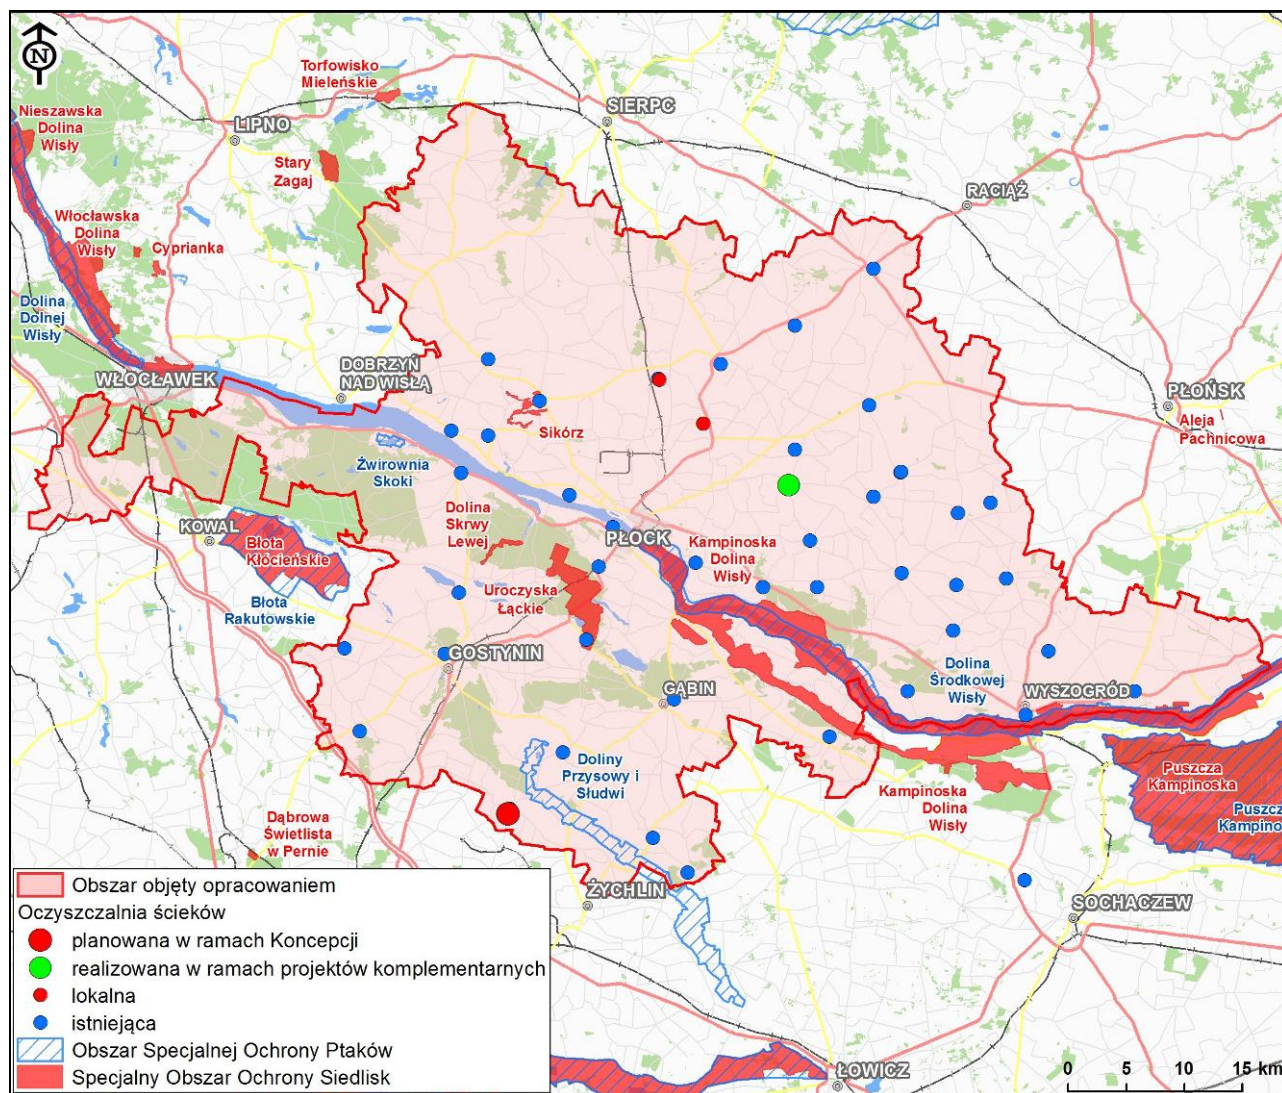 N
Torfowisko
Mieleńskie
SIERPC
Nieszawska
Dolina
Wisły
LIPNO
Stary
Zagaj
RACIĄŻ
Włocławska
Dolina
Wisły
Cyprianka
Dolina
Dolnej
Wisły
DOBRZYŃ
NAD WISŁĄ
WŁOCŁAWEK
PŁOŃSK
Aleja
Pachnicowa
Sikórz
Żwirownia
Skoki
KOWAL
Dolina
Skrwy
Lewej
PŁOCK
Kampinoska
Dolina
Wisły
Błota
Kłócieńskie
Błota
Rakutowskie
Uroczyska
Łąckie
GOSTYNIN
GĄBIN
Dolina
Środkowej
Wisły
WYSZOGRÓD
Doliny
Przysowy i
Słudwi
Kampinoska
Dolina
Wisły
Puszcza
Kampinoska
Puszcz
Kampino
Dąbrowa
Świetlista
w Pernie
ŻYCHLIN
SOCHACZEW
ŁOWICZ
Obszar objęty opracowaniem
Oczyszczalnia ścieków
planowana w ramach Koncepcji
realizowana w ramach projektów komplementarnych
lokalna
istniejąca
Obszar Specjalnej Ochrony Ptaków
Specjalny Obszar Ochrony Siedlisk
0 5 10 15 km